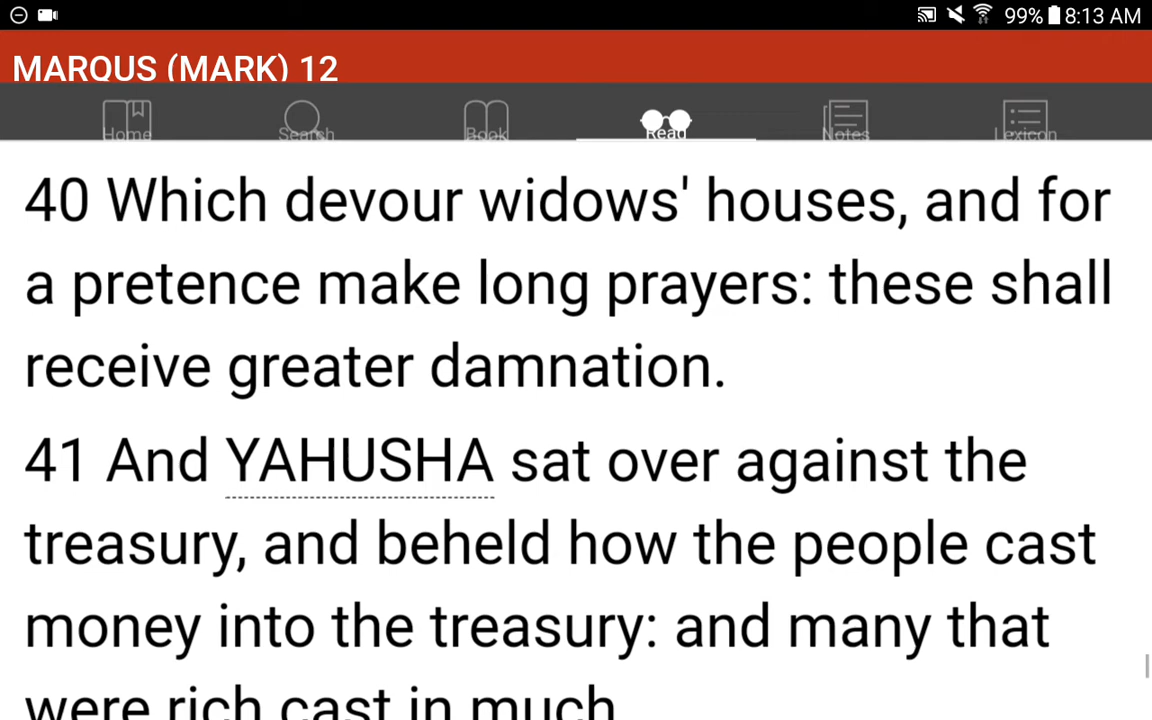 99% 8:13 AM
MARQUS (MARK) 12
Home Search Book Read Notes Lexicon
40 Which devour widows' houses, and for
a pretence make long prayers: these shall
receive greater damnation.
41 And YAHUSHA sat over against the
treasury, and beheld how the people cast
money into the treasury: and many that
were rich cast in much.